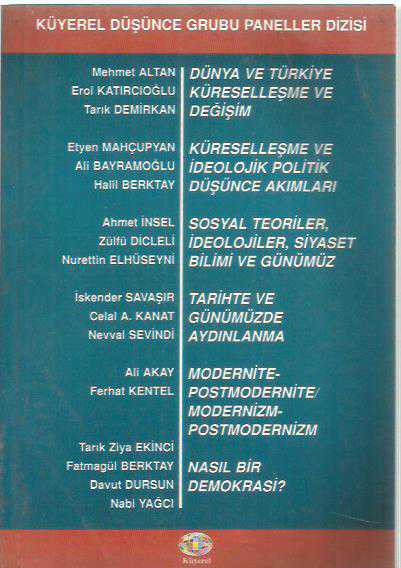 KÜYEREL DÜŞÜNCE GRUBU PANELLER DİZİSİ
Mehmet ALTAN
Erol KATIRCIOĞLU
Tarık DEMİRKAN
DÜNYA VE TÜRKİYE
KÜRESELLEŞME VE
DEĞİŞİM
Etyen MAHÇUPYAN
Ali BAYRAMOĞLU
Halil BERKTAY
KÜRESELLEŞME VE
İDEOLOJİK POLİTİK
DÜŞÜNCE AKIMLARI
Ahmet İNSEL
Zülfü DİCLELİ
Nurettin ELHÜSEYNİ
SOSYAL TEORİLER,
İDEOLOJİLER, SİYASET
BİLİMİ VE GÜNÜMÜZ
İskender SAVAŞIR
Celal A. KANAT
Nevval SEVİNDİ
TARİHTE VE
GÜNÜMÜZDE
AYDINLANMA
Ali AKAY
Ferhat KENTEL
MODERNİTE-
POSTMODERNİTE/
MODERNİZM-
POSTMODERNİZM
Tarık Ziya EKİNCİ
Fatmagül BERKTAY
Davut DURSUN
Nabi YAĞCI
NASIL BİR
DEMOKRASİ?
Küyerel